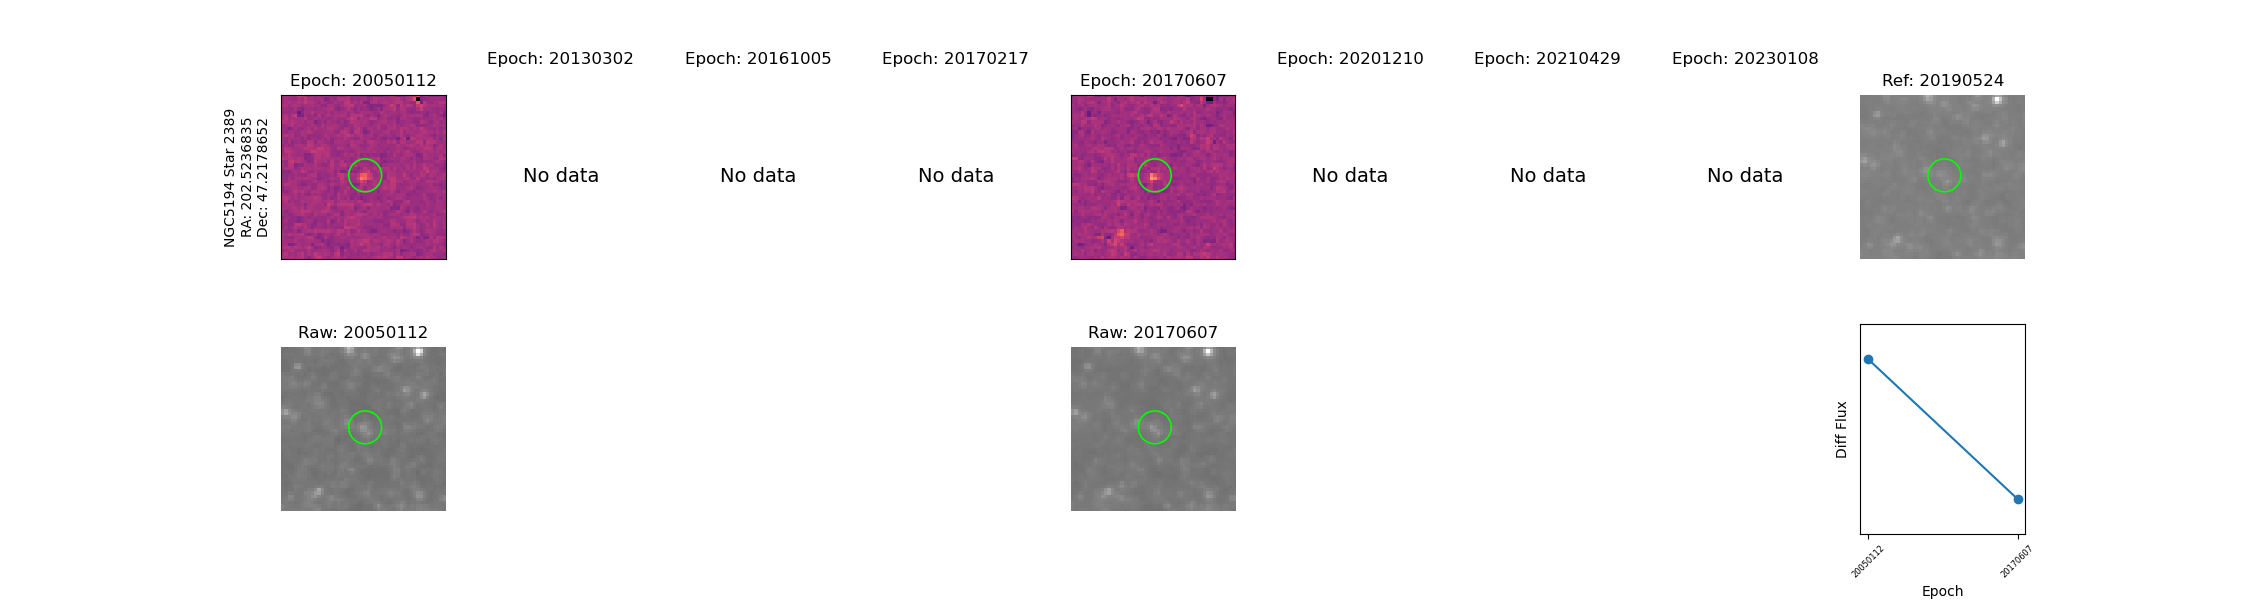 Epoch: 20050112
Epoch: 20130302
Epoch: 20161005
Epoch: 20170217
Epoch: 20170607
Epoch: 20201210
Epoch: 20210429
Epoch: 20230108
Ref: 20190524
NGC5194 Star 2389
RA: 202.5236835
Dec: 47.2178652
No data
No data
No data
No data
No data
No data
Raw: 20050112
Raw: 20170607
Diff Flux
20050112
20170607
Epoch